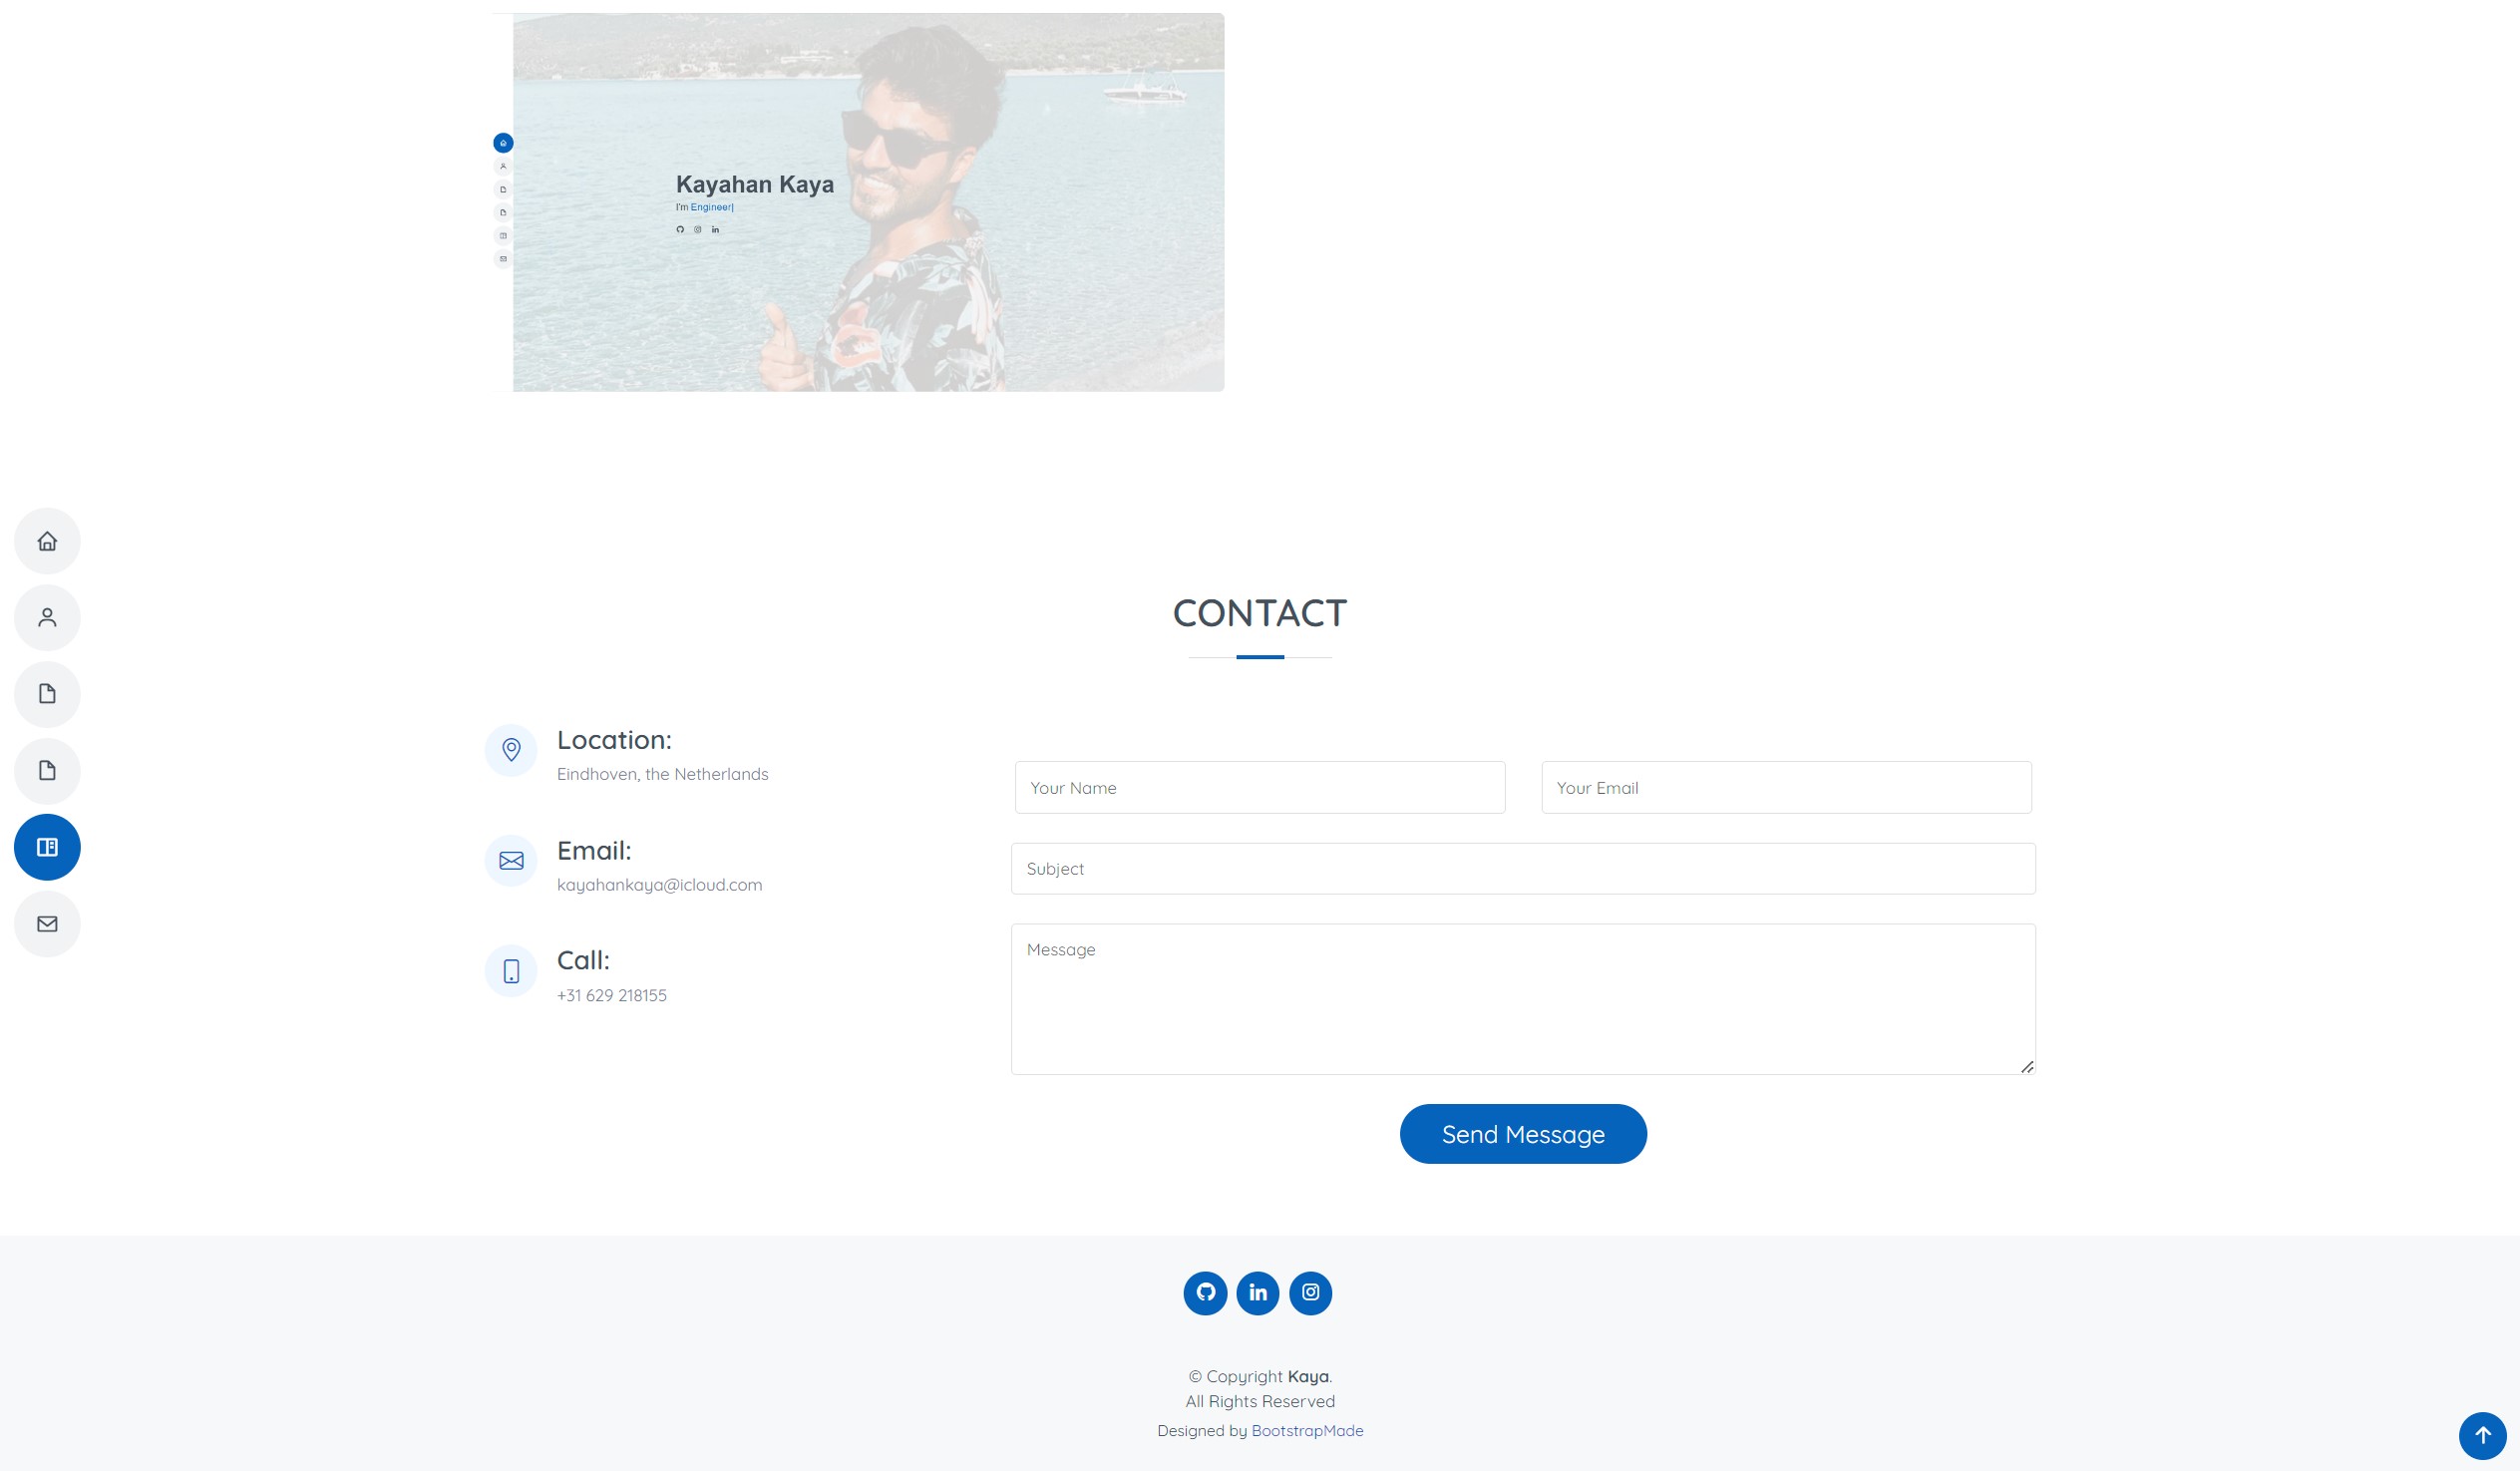 Kayahan Kaya
I'm Engineer|
CONTACT
Location:
Eindhoven, the Netherlands
Email:
kayahankaya@icloud.com
Call:
+31 629 218155
Your Name
Your Email
Subject
Message
Send Message
© Copyright Kaya.
All Rights Reserved
Designed by BootstrapMade